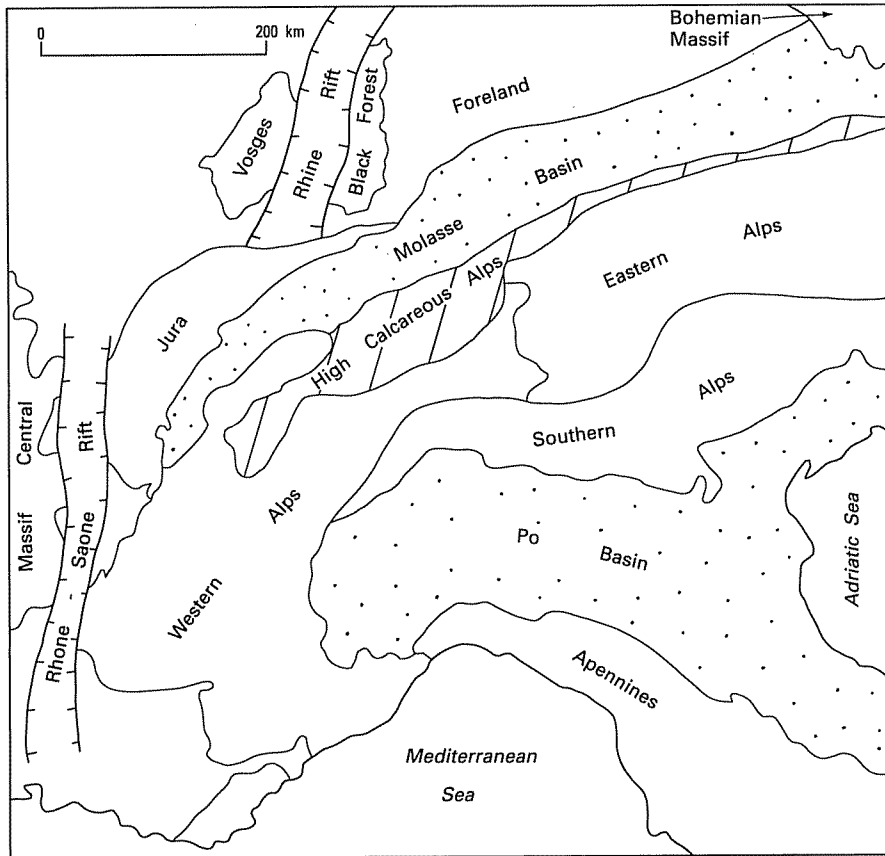 0
200 km
Bohemian
Massif
Vosges
Rhine Rift
Black Forest
Foreland
Molasse Basin
Jura
High Calcareous Alps
Eastern Alps
Southern Alps
Massif Central
Rhone - Saone Rift
Western Alps
Po Basin
Adriatic Sea
Apennines
Mediterranean
Sea